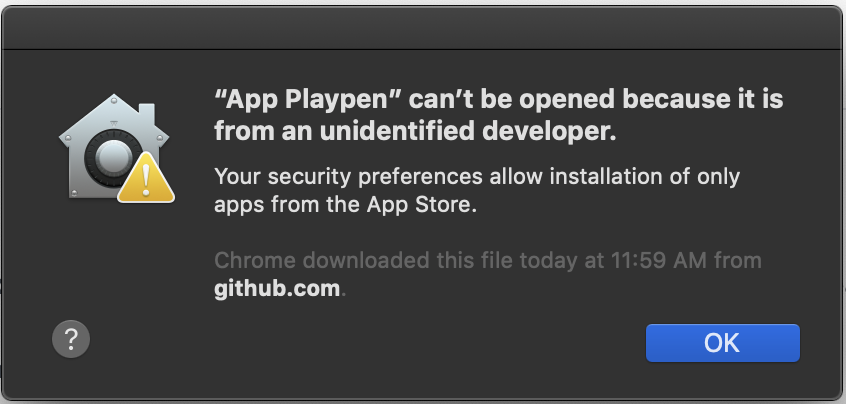 “App Playpen” can’t be opened because it is
from an unidentified developer.
Your security preferences allow installation of only
apps from the App Store.
Chrome downloaded this file today at 11:59 AM from
github.com.
?
OK